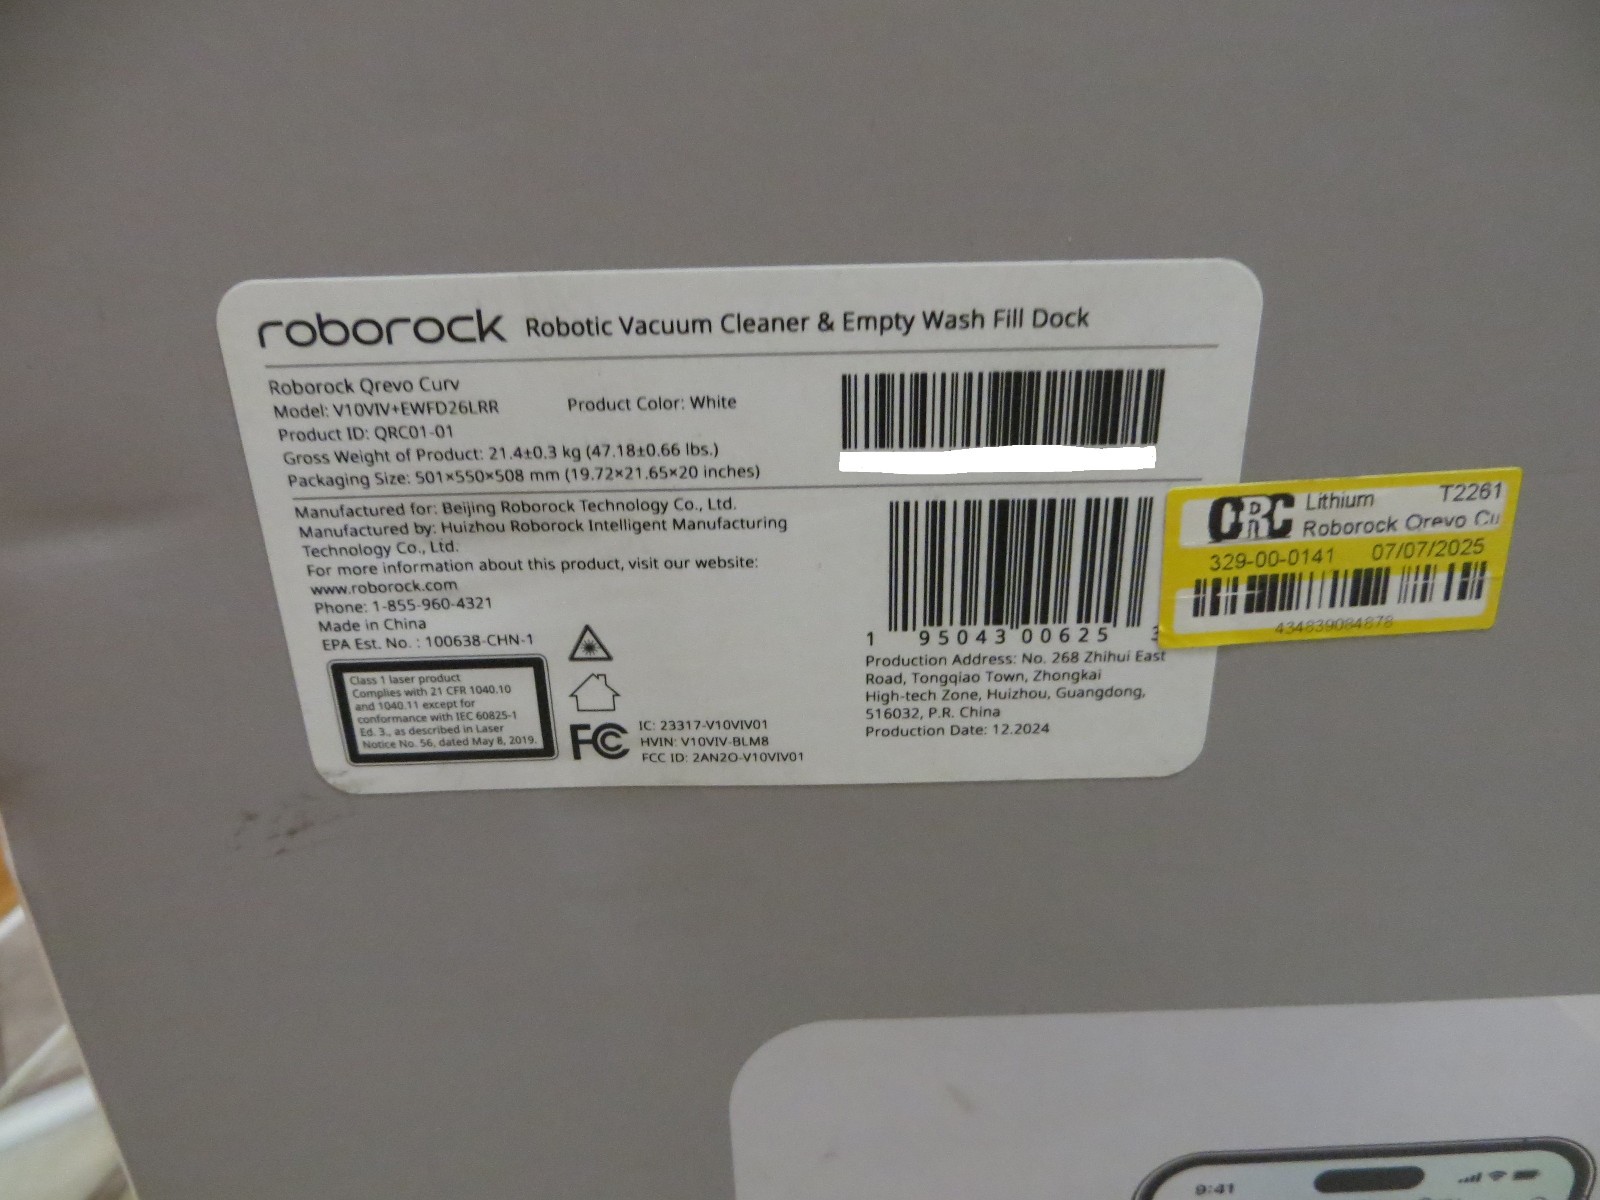 roborock Robotic Vacuum Cleaner & Empty Wash Fill Dock
Roborock Qrevo Curv
Model: V10VIV+EWFD26LRR
Product Color: White
Product ID: QRC01-01
Gross Weight of Product: 21.4±0.3 kg (47.18±0.66 lbs.)
Packaging Size: 501×550×508 mm (19.72×21.65×20 inches)
Manufactured for: Beijing Roborock Technology Co., Ltd.
Manufactured by: Huizhou Roborock Intelligent Manufacturing
Technology Co., Ltd.
For more information about this product, visit our website:
www.roborock.com
Phone: 1-855-960-4321
Made in China
EPA Est. No. : 100638-CHN-1
Class 1 laser product
Complies with 21 CFR 1040.10
and 1040.11 except for
conformance with IEC 60825-1
Ed. 3., as described in Laser
Notice No. 56, dated May 8, 2019.
FC
IC: 23317-V10VIV01
HVIN: V10VIV-BLM8
FCC ID: 2AN2O-V10VIV01
1 95043 00625 3
Production Address: No. 268 Zhihui East
Road, Tongqiao Town, Zhongkai
High-tech Zone, Huizhou, Guangdong,
516032, P.R. China
Production Date: 12.2024
CRC Lithium T2261
Roborock Qrevo Cu
329-00-0141 07/07/2025
434839084878
9:41